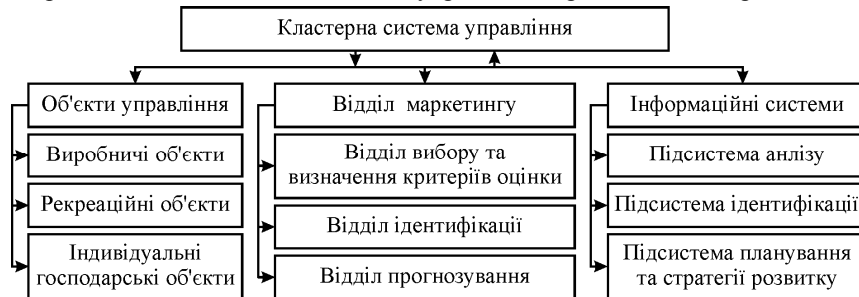 Кластерна система управління
Об'єкти управління
Виробничі об'єкти
Рекреаційні об'єкти
Індивідуальні
господарські об'єкти
Відділ маркетингу
Відділ вибору та
визначення критеріїв оцінки
Відділ ідентифікації
Відділ прогнозування
Інформаційні системи
Підсистема анлізу
Підсистема ідентифікації
Підсистема планування
та стратегії розвитку